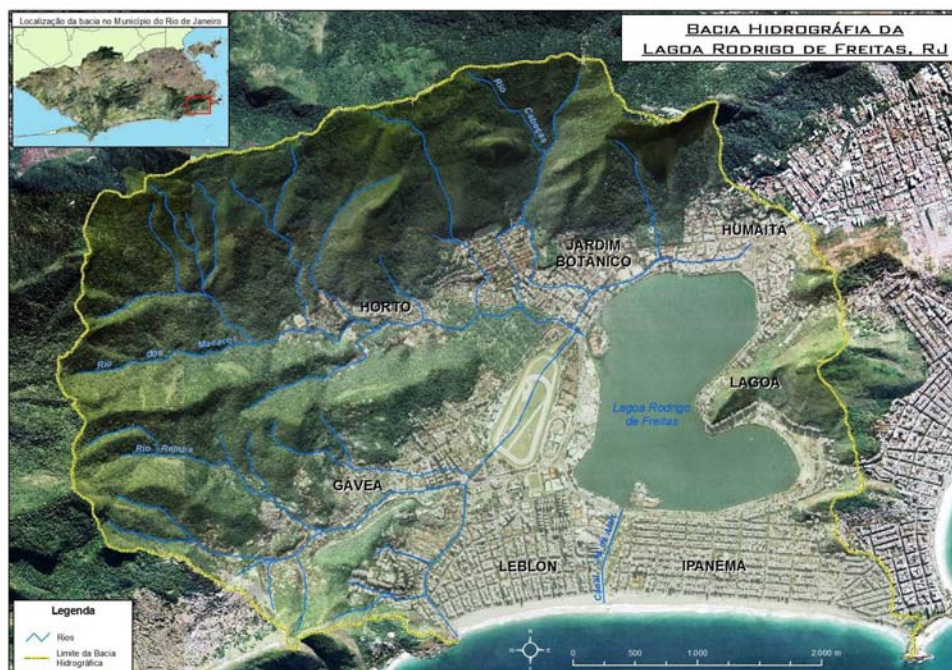 Localização da bacia no Município do Rio de Janeiro
BACIA HIDROGRÁFIA DA
LAGOA RODRIGO DE FREITAS, RJ
Rio Cabeças
HUMAITÁ
JARDIM
BOTÂNICO
HORTO
Rio dos Macacos
LAGOA
Lagoa Rodrigo
de Freitas
Rio Rainha
GÁVEA
LEBLON
IPANEMA
Legenda
Rios
Limite da Bacia
Hidrográfica
N
W
E
S
0
500
1.000
2.000 m